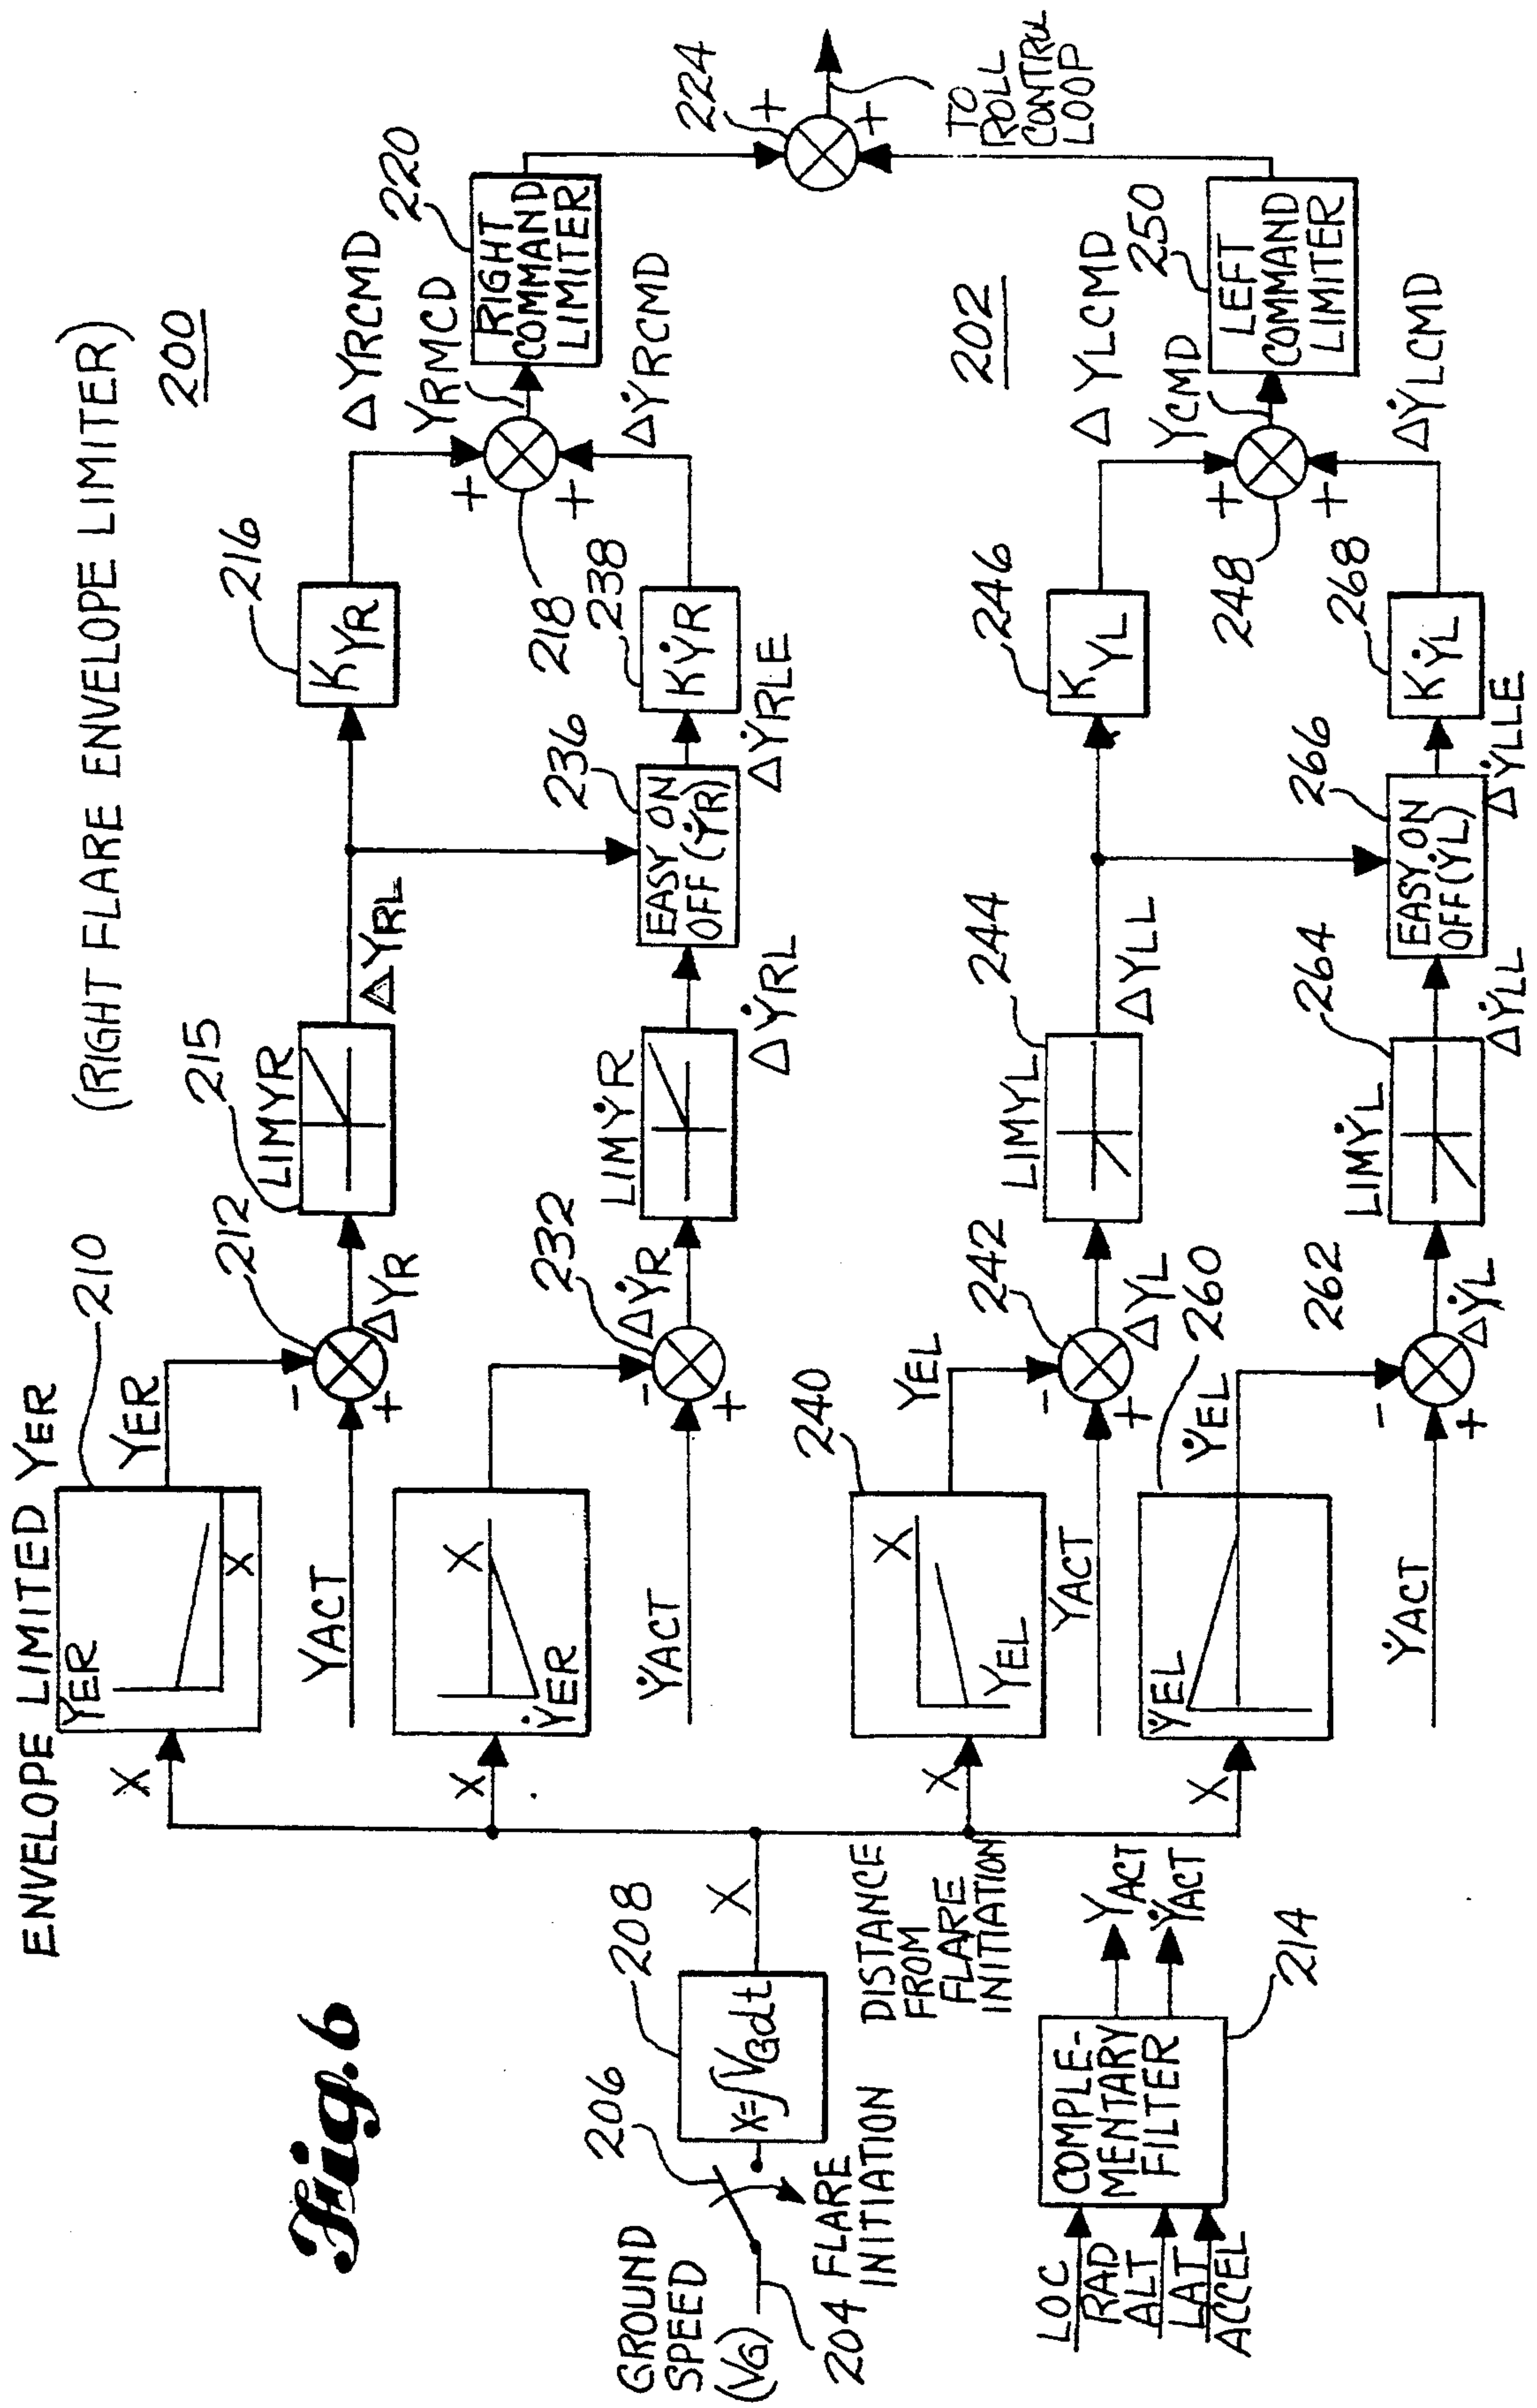 Fig. 6
ENVELOPE LIMITED YER
(RIGHT FLARE ENVELOPE LIMITER)
200
GROUND
SPEED
(VG)
204
206
FLARE
INITIATION
X=∫VGdt
208
X
DISTANCE
FROM
FLARE
INITIATION
LOC
RAD
ALT
LAT
ACCEL
COMPLE-
MENTARY
FILTER
214
YACT
ẎACT
X
YER
X
210
YER
YACT
-
+
212
ΔYR
LIMYR
215
ΔYRL
KYR
216
ΔYRCMD
X
X
ẎER
ẎACT
-
+
232
ΔẎR
LIMẎR
ΔẎRL
EASY ON
OFF (ẎR)
236
ΔẎRLE
KẎR
238
ΔẎRCMD
+
+
218
YRMCD
RIGHT
COMMAND
LIMITER
220
224
+
+
TO
ROLL
CONTROL
LOOP
202
X
X
YEL
240
YEL
YACT
-
+
242
ΔYL
LIMYL
244
ΔYLL
KYL
246
ΔYLCMD
X
ẎEL
260
ẎEL
ẎACT
-
+
262
ΔẎL
LIMẎL
264
ΔẎLL
EASY ON
OFF (ẎL)
266
ΔẎLLE
KẎL
268
ΔẎLCMD
+
+
248
YCMD
LEFT
COMMAND
LIMITER
250